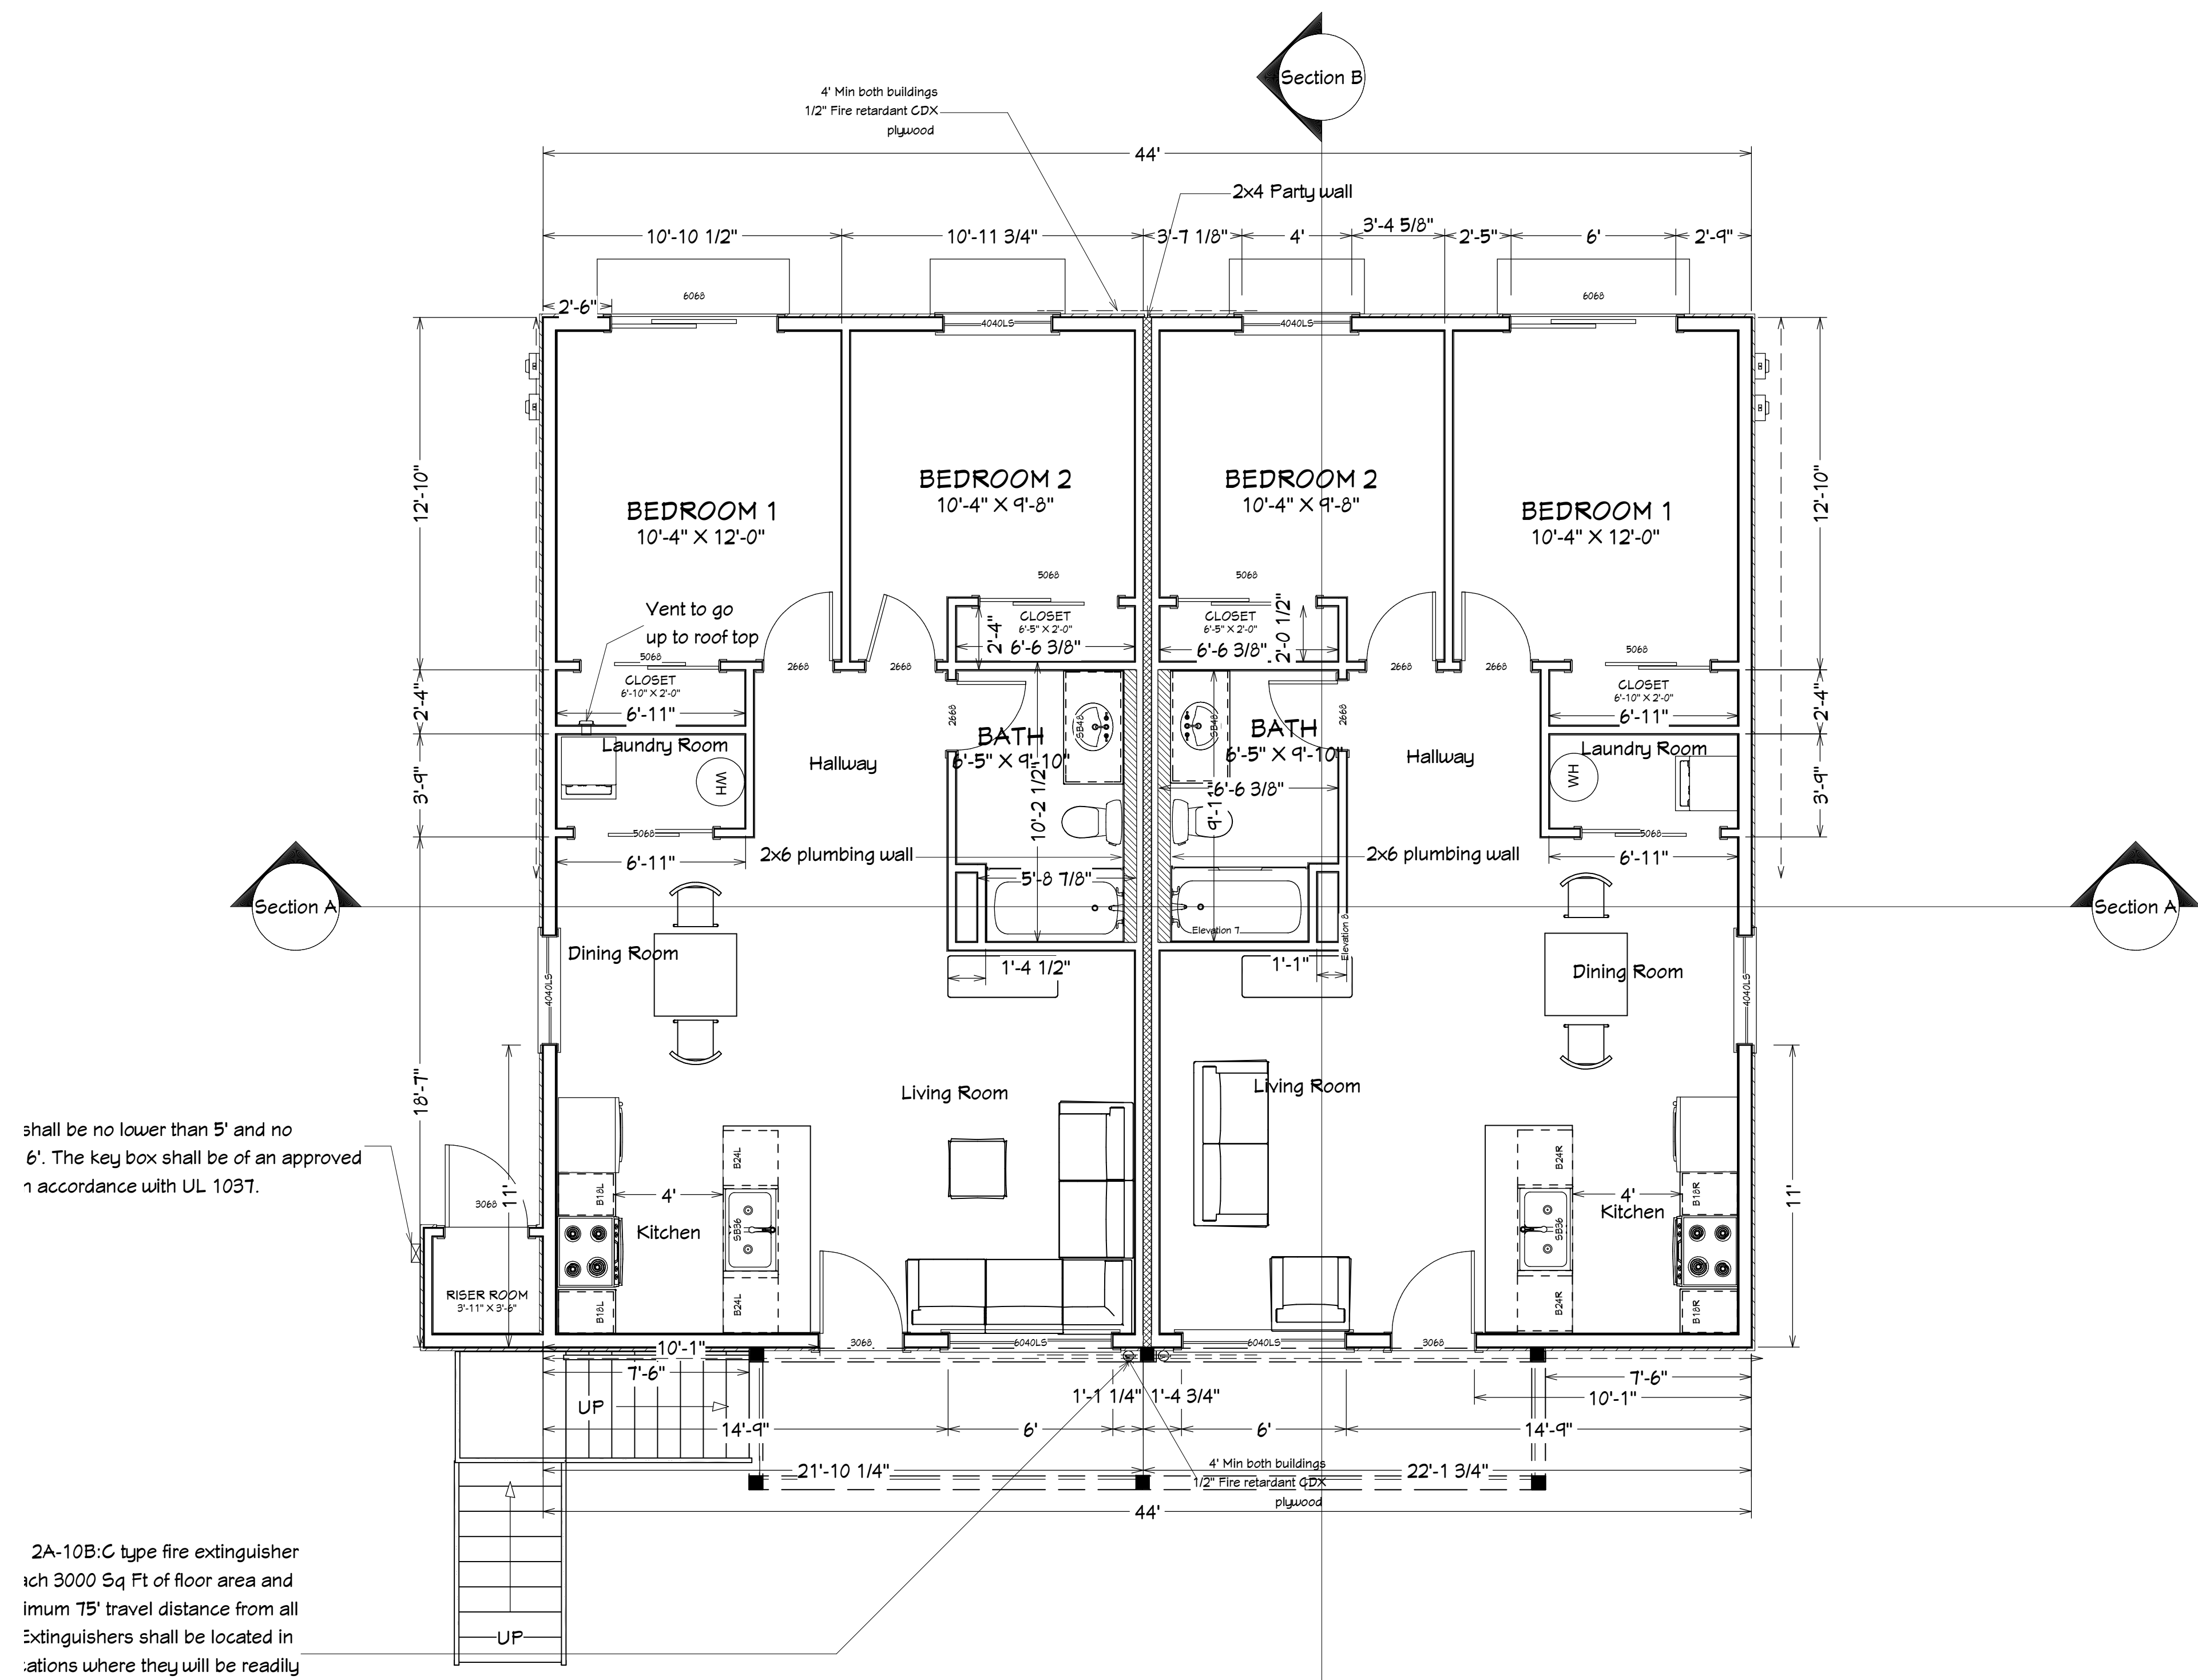 Section B
4' Min both buildings
1/2" Fire retardant CDX
plywood
44'
2x4 Party wall
10'-10 1/2"
10'-11 3/4"
3'-7 1/8"
4'
3'-4 5/8"
2'-5"
6'
2'-9"
6068
6068
2'-6"
4040LS
4040LS
12'-10"
12'-10"
BEDROOM 1
10'-4" X 12'-0"
BEDROOM 2
10'-4" X 9'-8"
BEDROOM 2
10'-4" X 9'-8"
BEDROOM 1
10'-4" X 12'-0"
5068
5068
Vent to go
up to roof top
CLOSET
6'-5" X 2'-0"
6'-6 3/8"
2'-4"
CLOSET
6'-5" X 2'-0"
6'-6 3/8"
2'-0 1/2"
5068
2668
2668
2668
2668
5068
CLOSET
6'-10" X 2'-0"
6'-11"
CLOSET
6'-10" X 2'-0"
6'-11"
2'-4"
2'-4"
2668
2668
SB48
SB48
BATH
6'-5" X 9'-10"
BATH
6'-5" X 9'-10"
Laundry Room
Laundry Room
Hallway
Hallway
WH
WH
3'-9"
3'-9"
10'-2 1/2"
6'-6 3/8"
9'-11"
5068
5068
6'-11"
6'-11"
2x6 plumbing wall
2x6 plumbing wall
5'-8 7/8"
Section A
Section A
Elevation 7
Elevation 8
Dining Room
Dining Room
1'-4 1/2"
1'-1"
4040LS
4040LS
18'-7"
Living Room
Living Room
shall be no lower than 5' and no
6'. The key box shall be of an approved
accordance with UL 1037.
11'
11'
3068
B24L
B18L
4'
SB36
Kitchen
B24L
B18L
B24R
B18R
4'
SB36
Kitchen
B24R
B18R
RISER ROOM
3'-11" X 3'-6"
10'-1"
3068
6040LS
6040LS
3068
7'-6"
7'-6"
1'-1 1/4"
1'-4 3/4"
10'-1"
UP
14'-9"
6'
6'
14'-9"
21'-10 1/4"
22'-1 3/4"
4' Min both buildings
1/2" Fire retardant CDX
plywood
44'
2A-10B:C type fire extinguisher
3000 Sq Ft of floor area and
75' travel distance from all
Extinguishers shall be located in
where they will be readily
UP